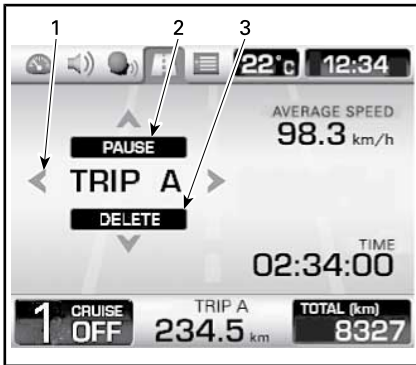 1 2 3
22°c 12:34
AVERAGE SPEED
98.3 km/h
PAUSE
TRIP A
DELETE
TIME
02:34:00
1 CRUISE OFF
TRIP A
234.5 km
TOTAL (km)
8327